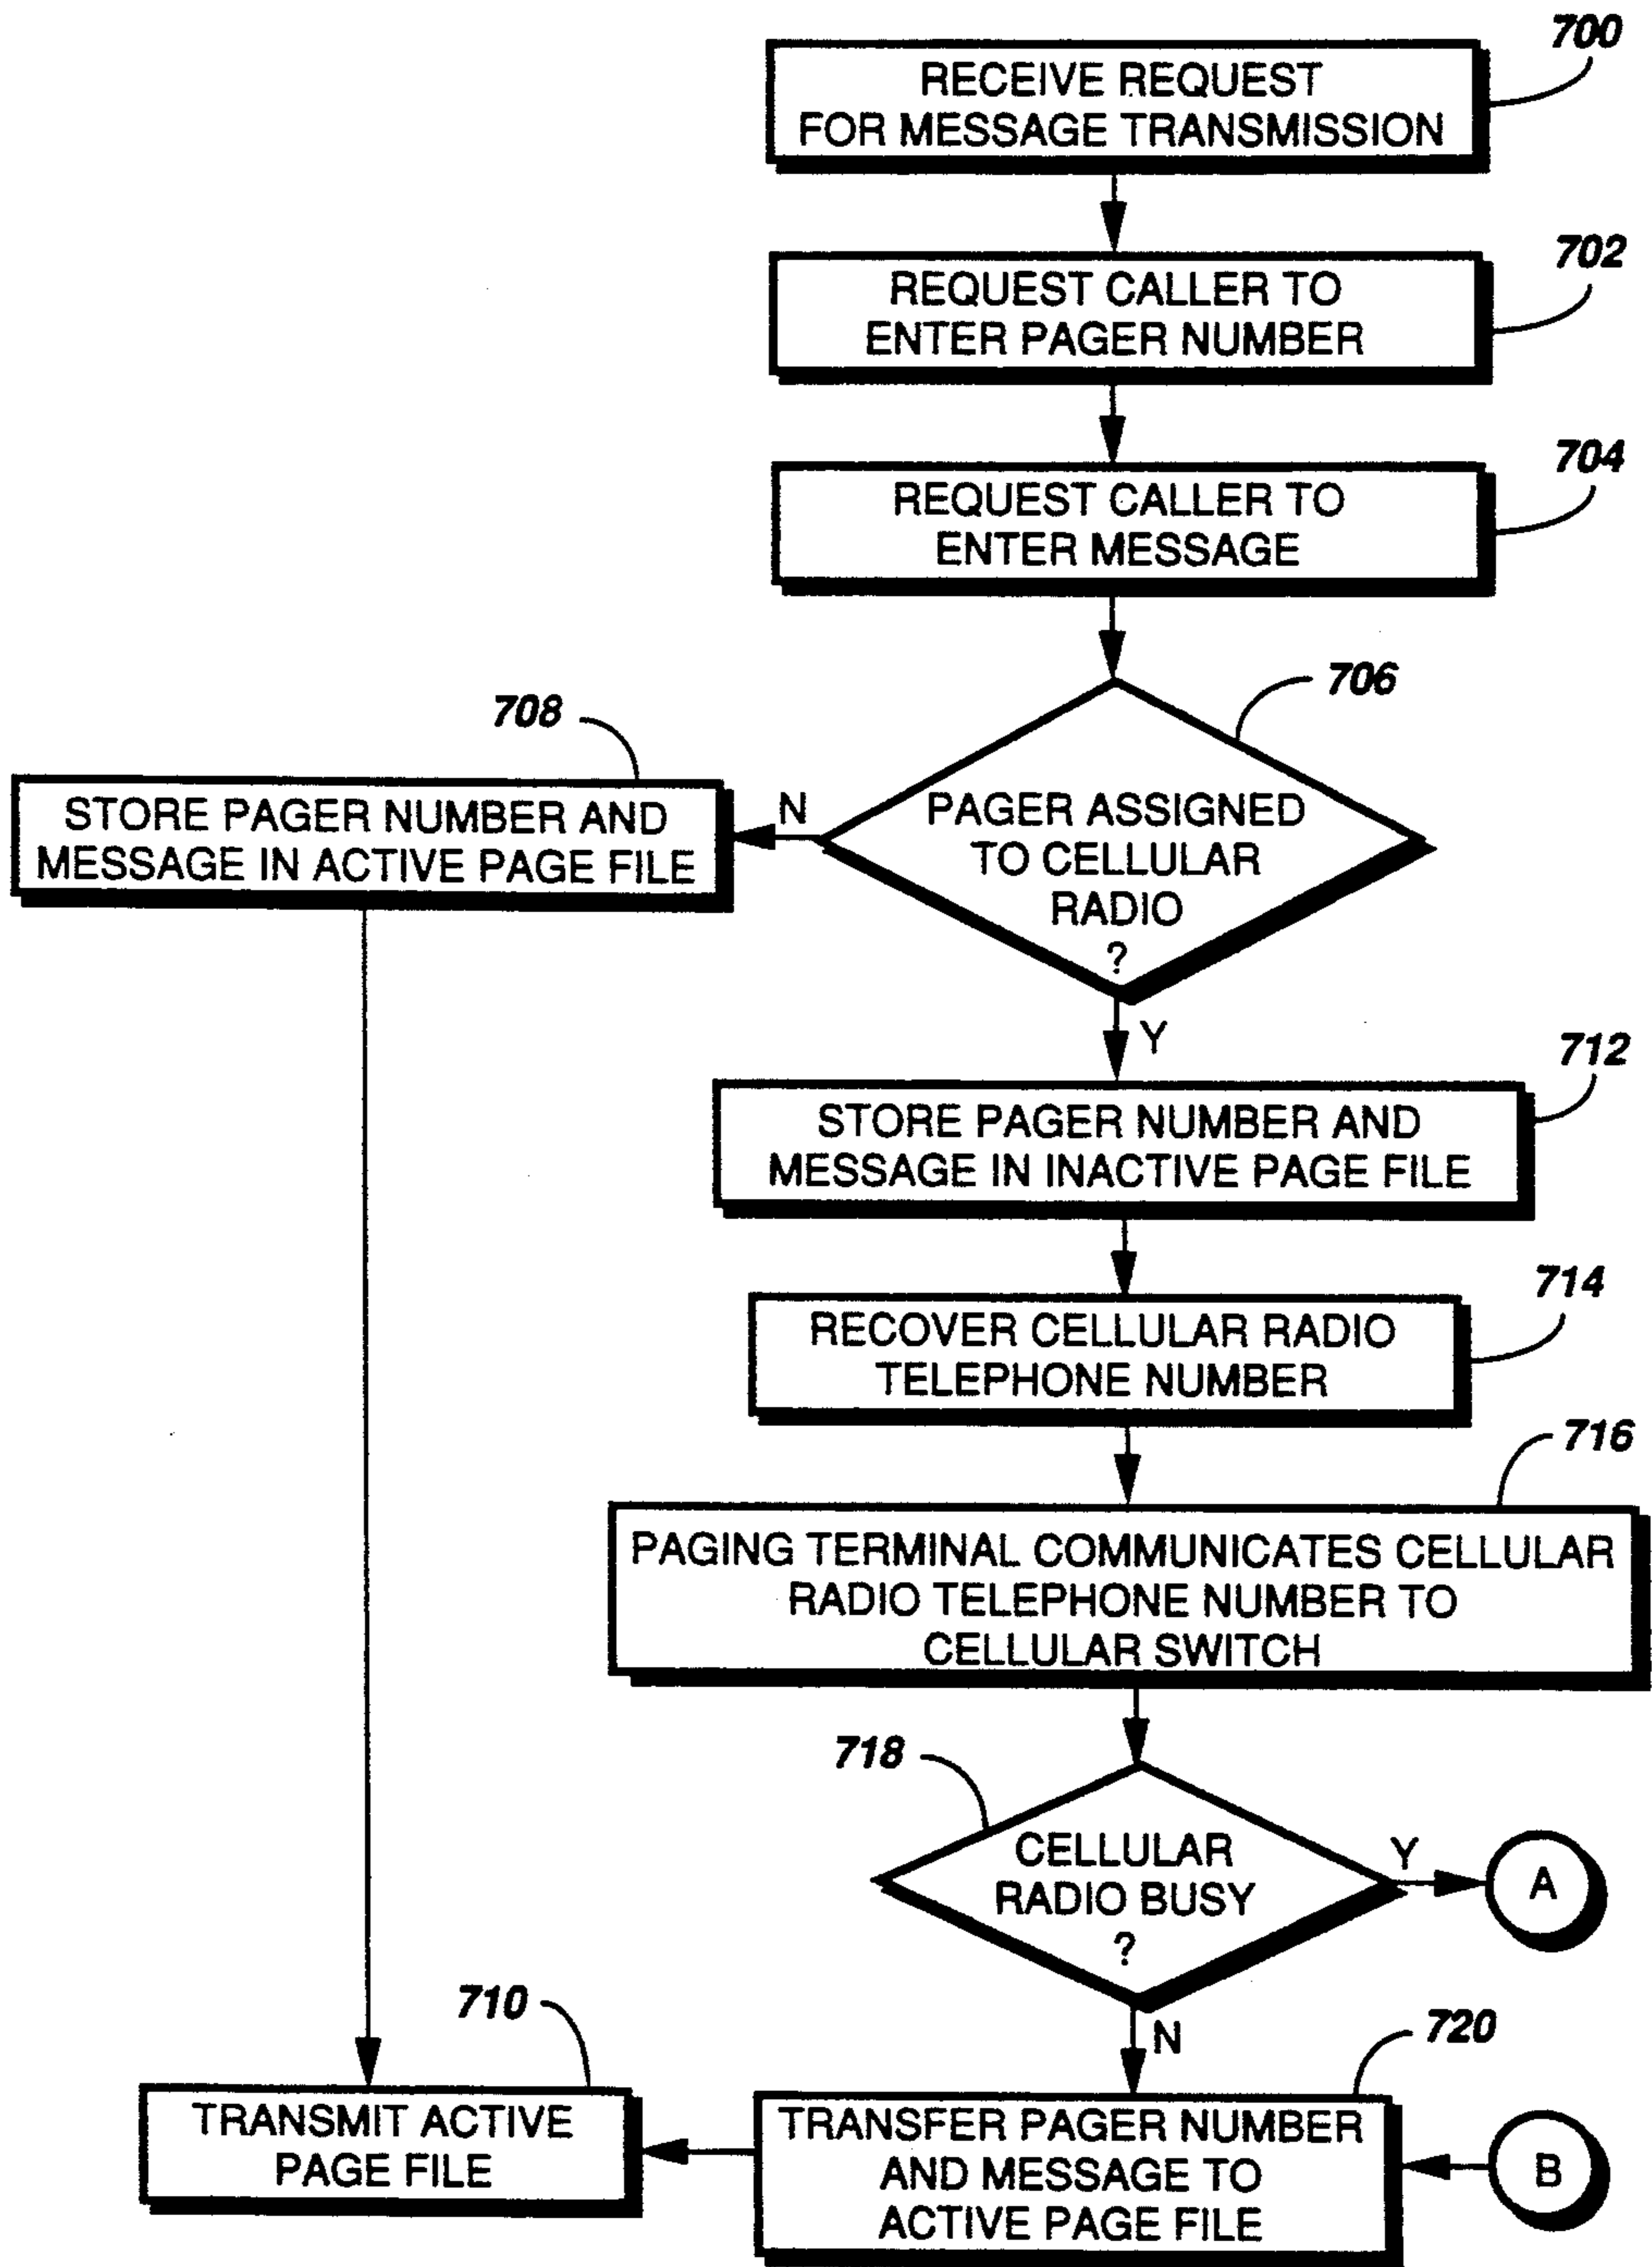 700
RECEIVE REQUEST
FOR MESSAGE TRANSMISSION
702
REQUEST CALLER TO
ENTER PAGER NUMBER
704
REQUEST CALLER TO
ENTER MESSAGE
706
PAGER ASSIGNED
TO CELLULAR
RADIO
?
N
708
STORE PAGER NUMBER AND
MESSAGE IN ACTIVE PAGE FILE
Y
712
STORE PAGER NUMBER AND
MESSAGE IN INACTIVE PAGE FILE
714
RECOVER CELLULAR RADIO
TELEPHONE NUMBER
716
PAGING TERMINAL COMMUNICATES CELLULAR
RADIO TELEPHONE NUMBER TO
CELLULAR SWITCH
718
CELLULAR
RADIO BUSY
?
Y
A
N
710
TRANSMIT ACTIVE
PAGE FILE
720
TRANSFER PAGER NUMBER
AND MESSAGE TO
ACTIVE PAGE FILE
B